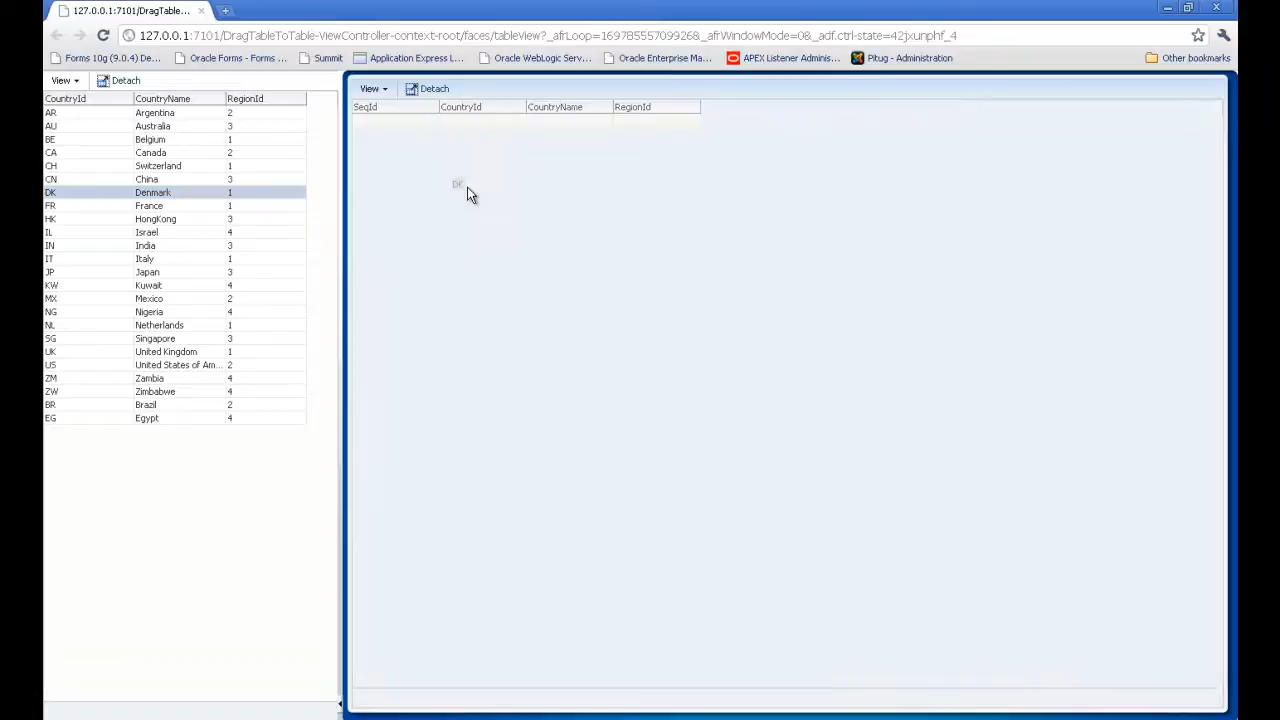 127.0.0.1:7101/DragTable...
127.0.0.1:7101/DragTableToTable-ViewController-context-root/faces/tableView?_afrLoop=1697855570999266&_afrWindowMode=0&_adf.ctrl-state=42jxunphf_4
Forms 10g (9.0.4) De... Oracle Forms - Forms ... Summit Application Express L... Oracle WebLogic Serv... Oracle Enterprise Ma... APEX Listener Adminis... Pitug - Administration Other bookmarks
View Detach
CountryId CountryName RegionId
AR Argentina 2
AU Australia 3
BE Belgium 1
CA Canada 2
CH Switzerland 1
CN China 3
DK Denmark 1
FR France 1
HK HongKong 3
IL Israel 4
IN India 3
IT Italy 1
JP Japan 3
KW Kuwait 4
MX Mexico 2
NG Nigeria 4
NL Netherlands 1
SG Singapore 3
UK United Kingdom 1
US United States of Am... 2
ZM Zambia 4
ZW Zimbabwe 4
BR Brazil 2
EG Egypt 4
View Detach
SeqId CountryId CountryName RegionId
DK